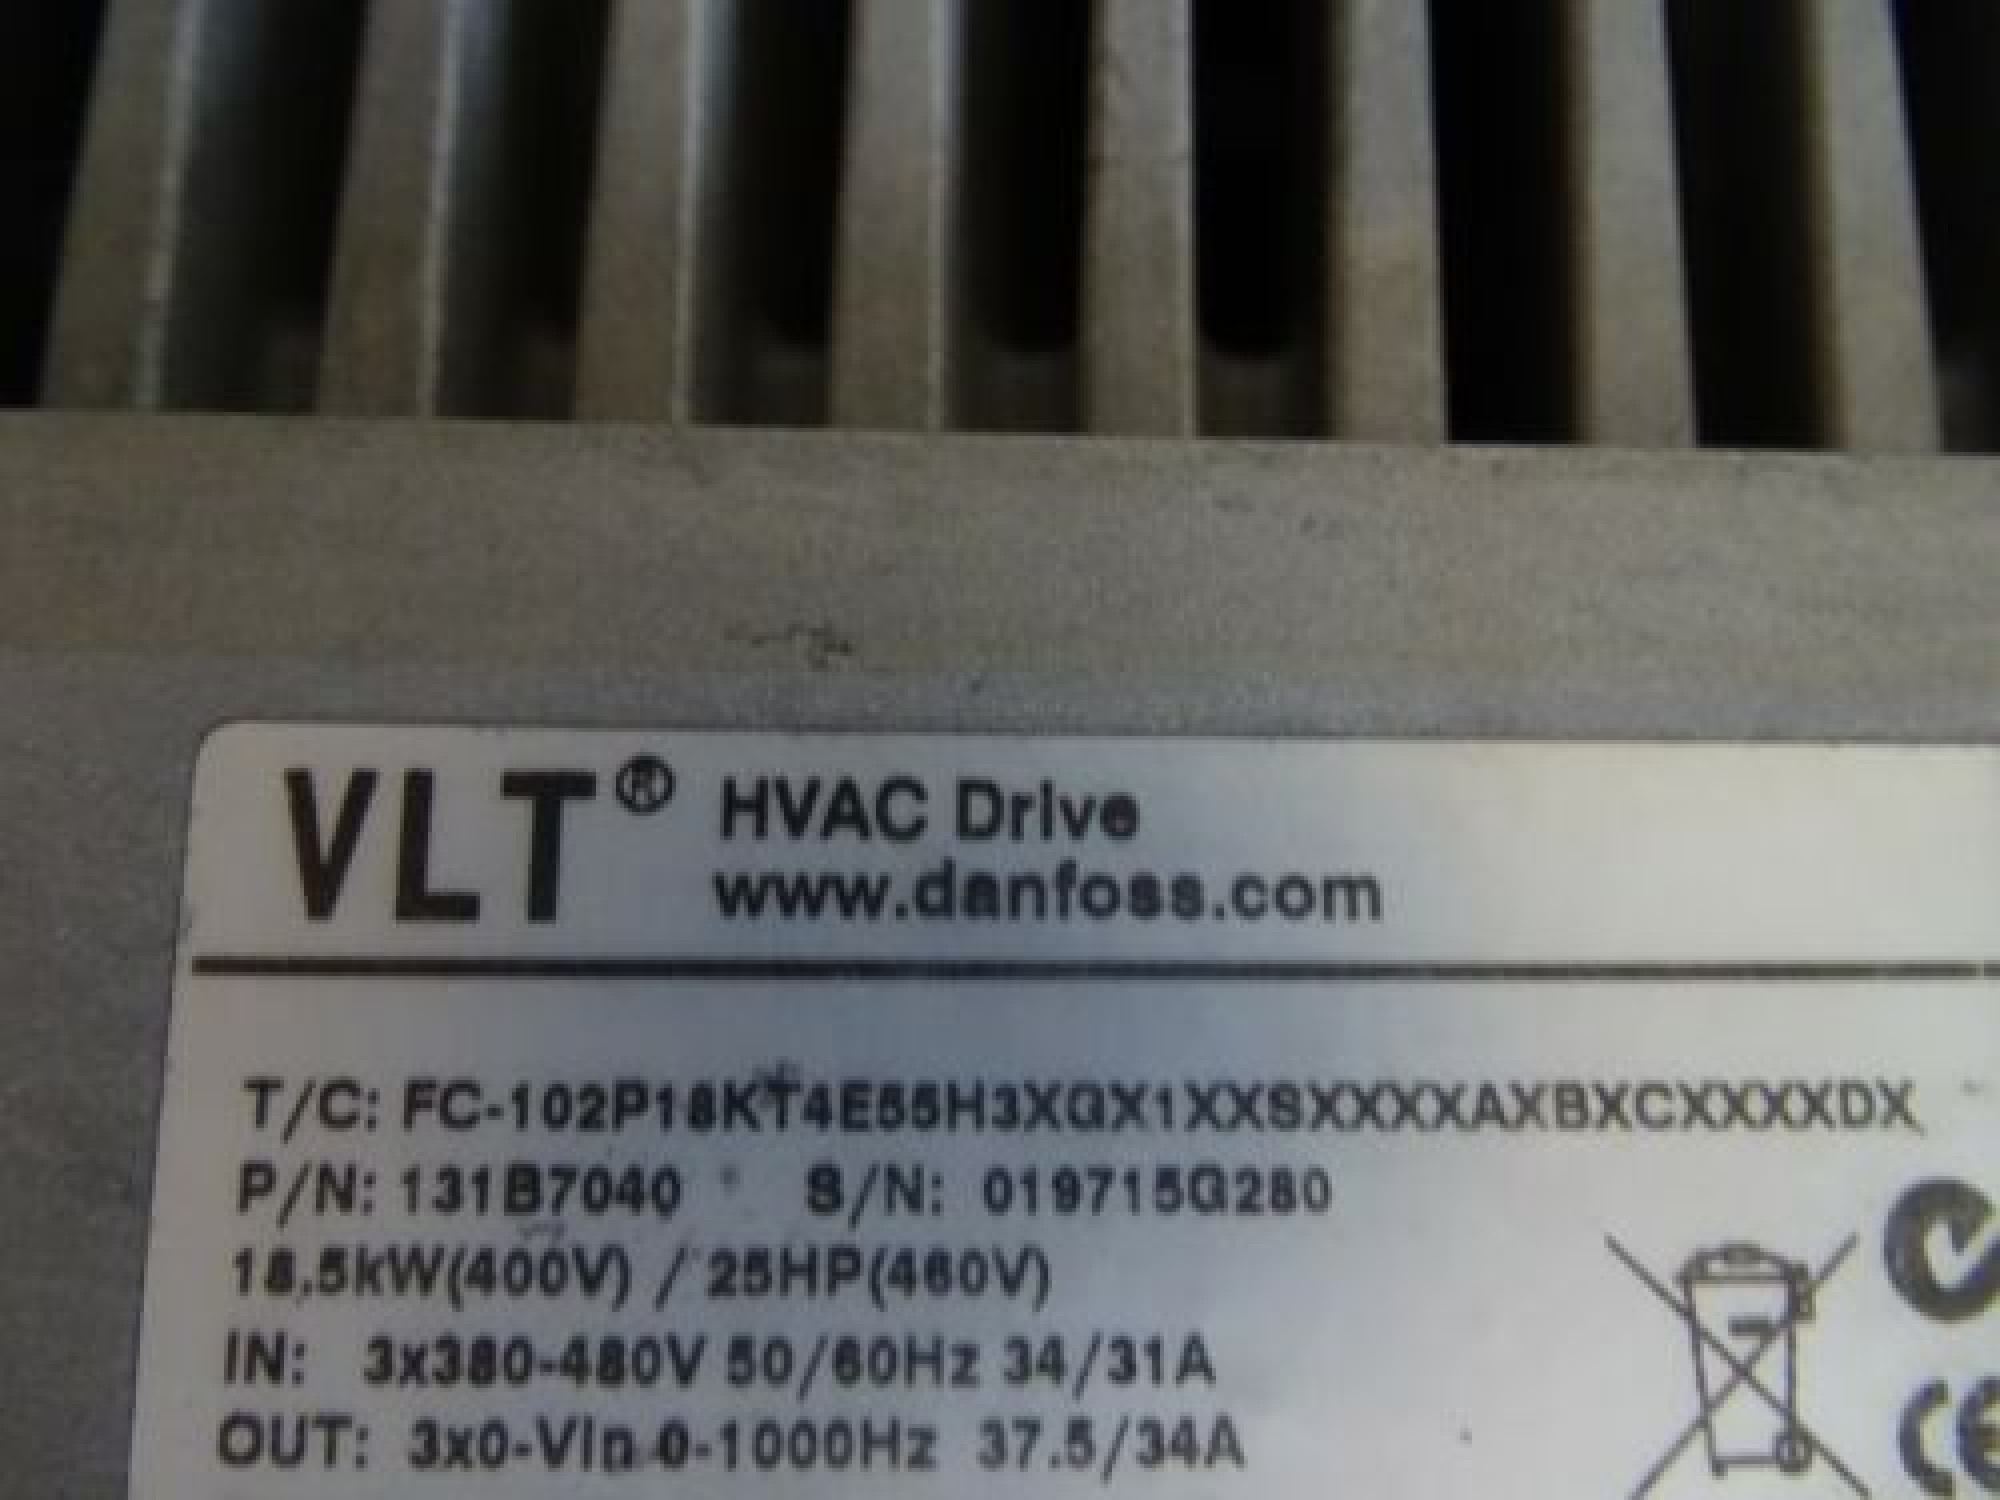 VLT® HVAC Drive
www.danfoss.com
T/C: FC-102P18KT4E55H3XGX1XXSXXXXAXBXCXXXXDX
P/N: 131B7040 S/N: 019715G280
18.5kW(400V) / 25HP(460V)
IN: 3x380-480V 50/60Hz 34/31A
OUT: 3x0-Vin 0-1000Hz 37.5/34A
CE